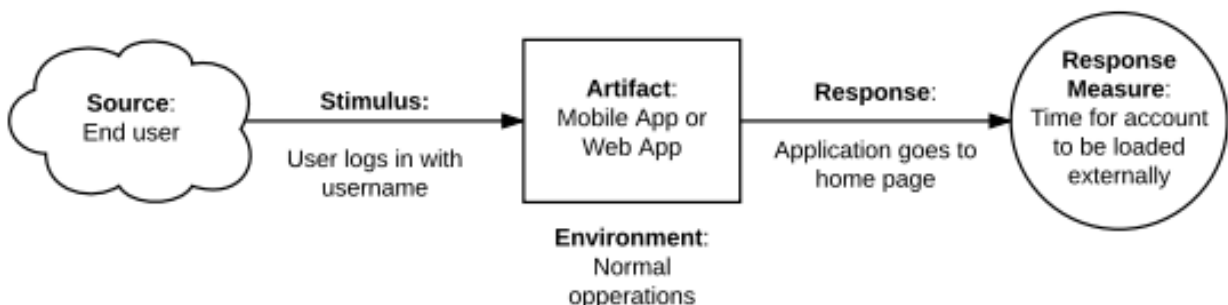 Source:
End user
Stimulus:
User logs in with
username
Artifact:
Mobile App or
Web App
Environment:
Normal
opperations
Response:
Application goes to
home page
Response
Measure:
Time for account
to be loaded
externally